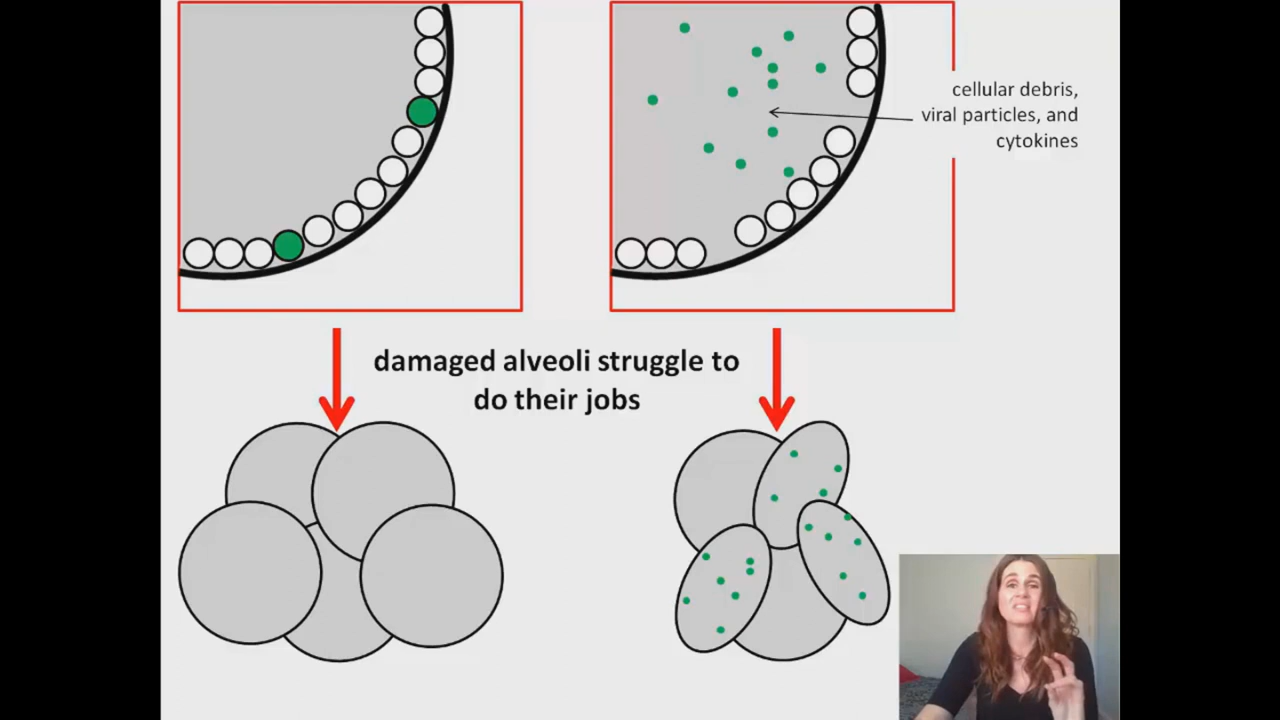 cellular debris,
viral particles, and
cytokines
damaged alveoli struggle to
do their jobs